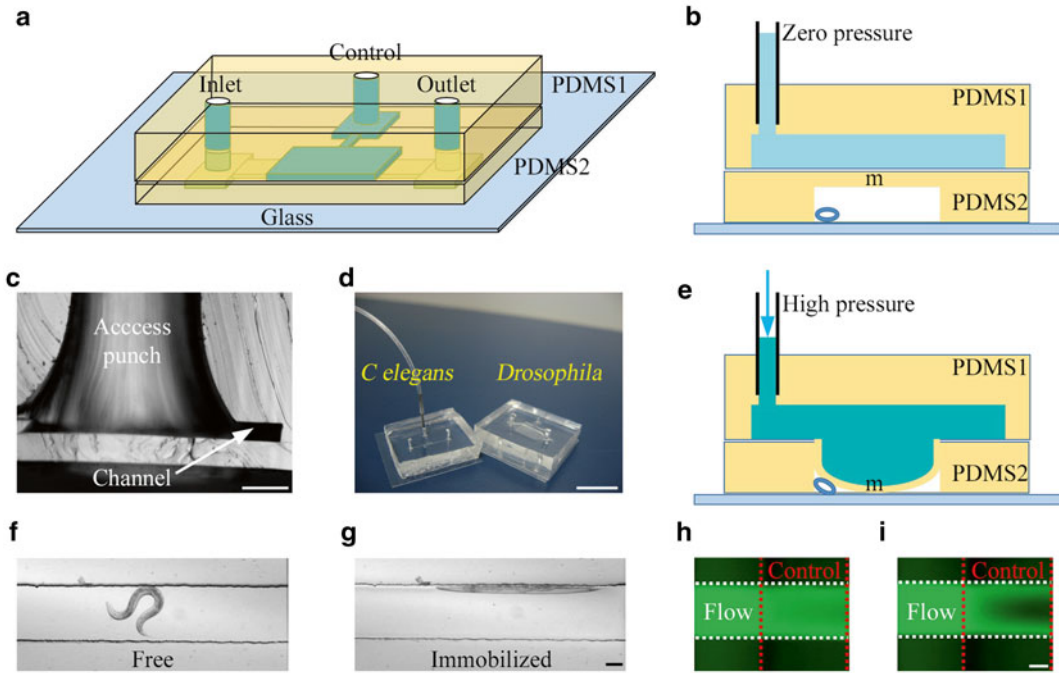 a
Control
Inlet
Outlet
PDMS1
PDMS2
Glass
b
Zero pressure
PDMS1
m
PDMS2
c
Acccess
punch
Channel
d
C elegans
Drosophila
e
High pressure
PDMS1
m
PDMS2
f
Free
g
Immobilized
h
Control
Flow
i
Control
Flow